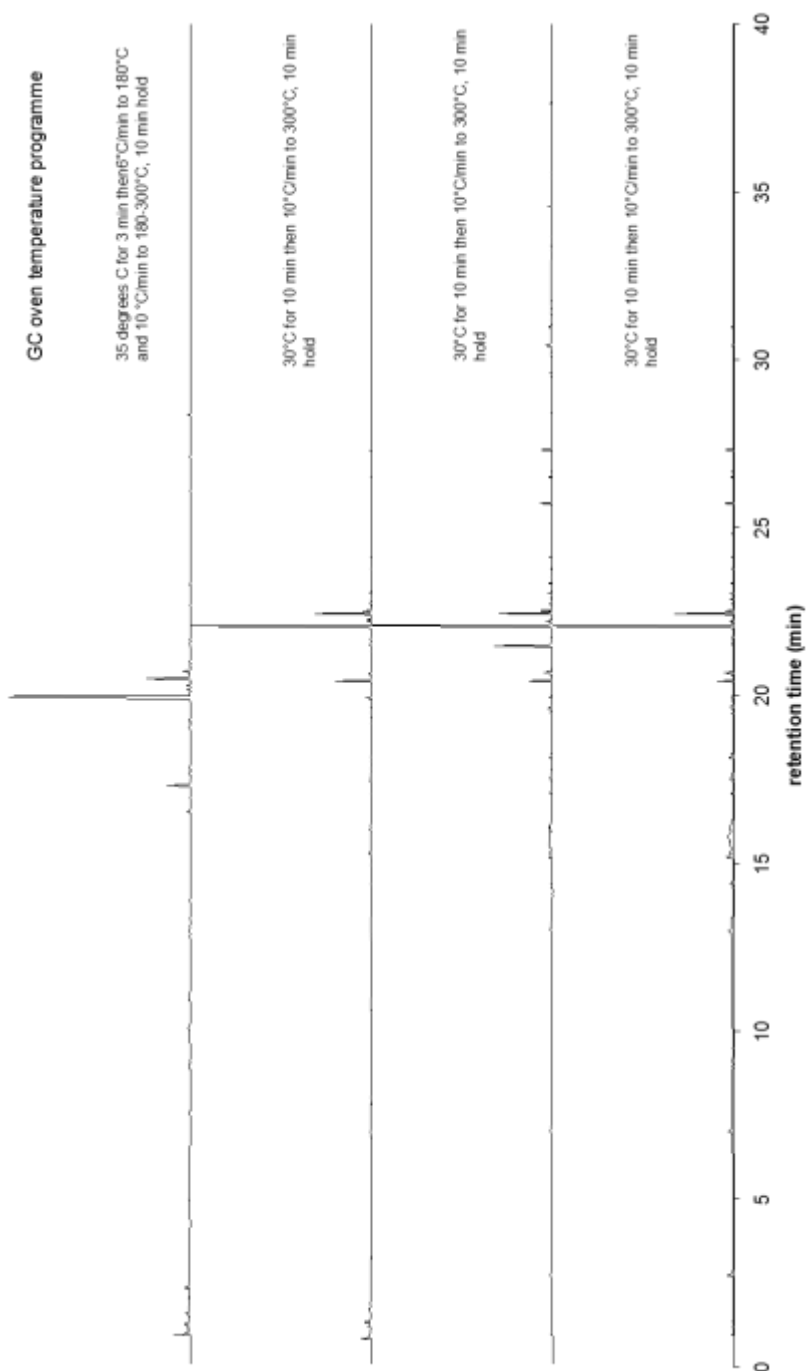 GC oven temperature programme
35 degrees C for 3 min then6°C/min to 180°C
and 10 °C/min to 180-300°C, 10 min hold
30°C for 10 min then 10°C/min to 300°C, 10 min
hold
30°C for 10 min then 10°C/min to 300°C, 10 min
hold
30°C for 10 min then 10°C/min to 300°C, 10 min
hold
0
5
10
15
20
25
30
35
40
retention time (min)